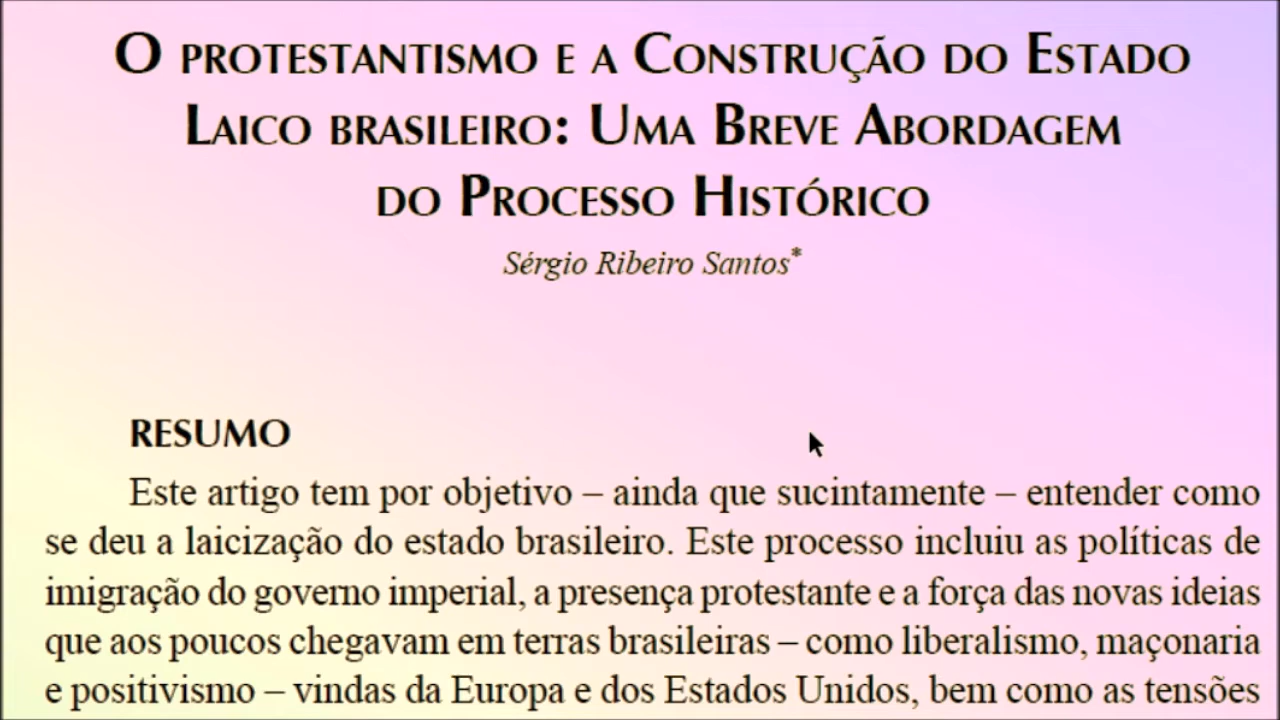 O protestantismo e a Construção do Estado
Laico brasileiro: Uma Breve Abordagem
do Processo Histórico
Sérgio Ribeiro Santos*
RESUMO
Este artigo tem por objetivo – ainda que sucintamente – entender como
se deu a laicização do estado brasileiro. Este processo incluiu as políticas de
imigração do governo imperial, a presença protestante e a força das novas ideias
que aos poucos chegavam em terras brasileiras – como liberalismo, maçonaria
e positivismo – vindas da Europa e dos Estados Unidos, bem como as tensões